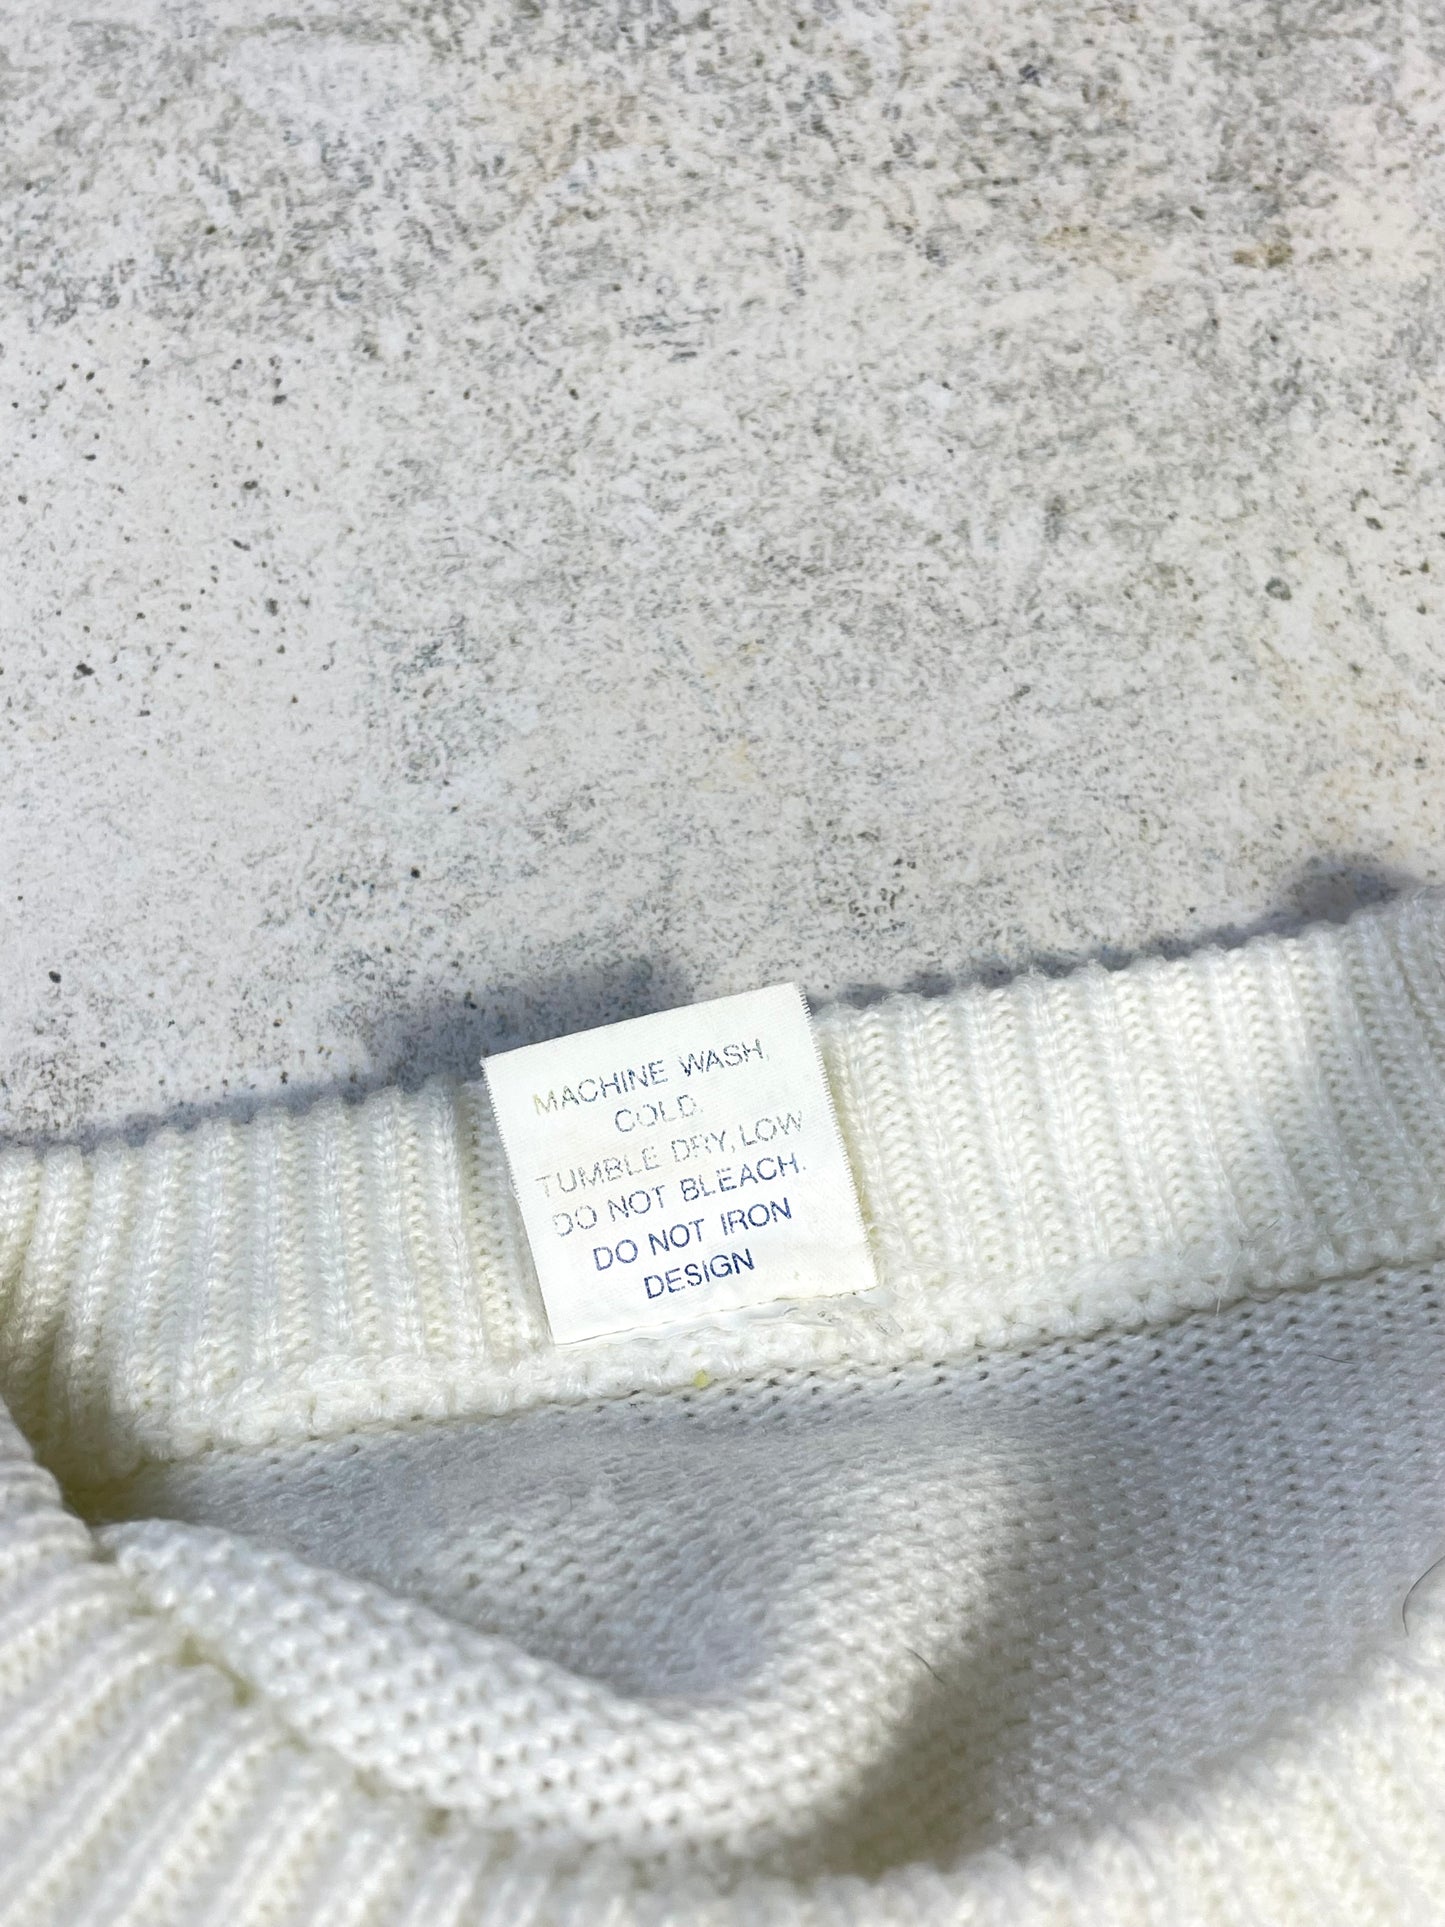 MACHINE WASH,
COLD.
TUMBLE DRY, LOW
DO NOT BLEACH.
DO NOT IRON
DESIGN